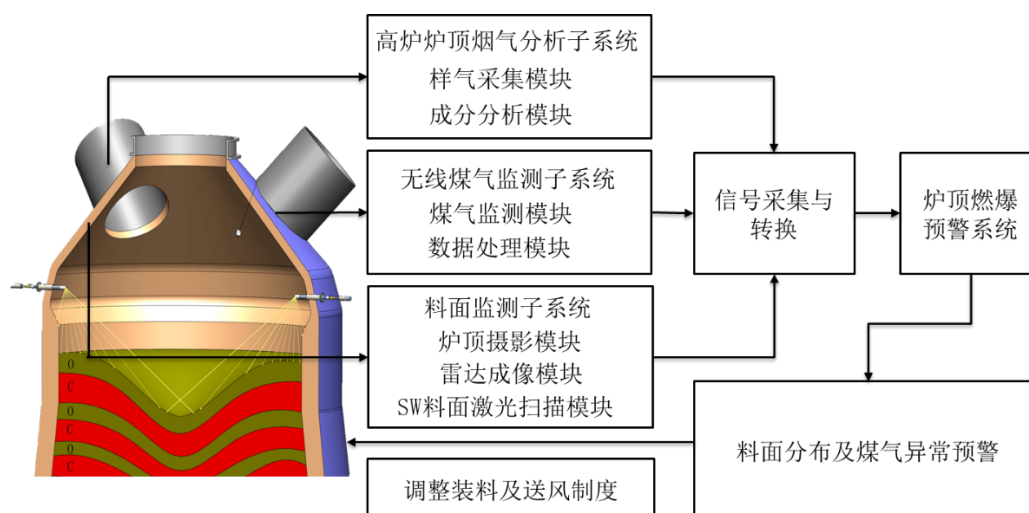 高炉炉顶烟气分析子系统
样气采集模块
成分分析模块
无线煤气监测子系统
煤气监测模块
数据处理模块
信号采集与
转换
炉顶燃爆
预警系统
料面监测子系统
炉顶摄影模块
雷达成像模块
SW料面激光扫描模块
O
C
O
C
O
C
料面分布及煤气异常预警
调整装料及送风制度